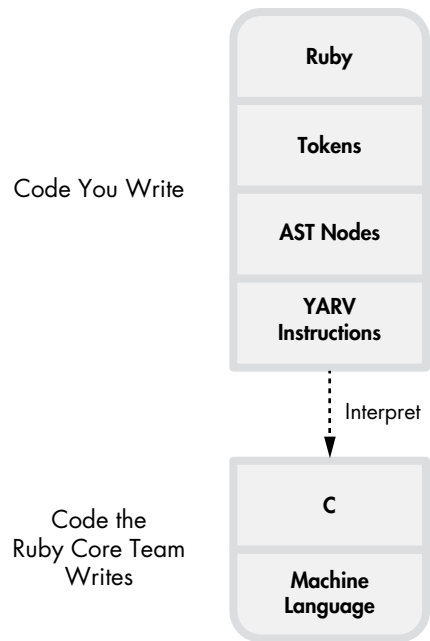 Ruby
Tokens
Code You Write
AST Nodes
YARV
Instructions
Interpret
C
Code the
Ruby Core Team
Writes
Machine
Language